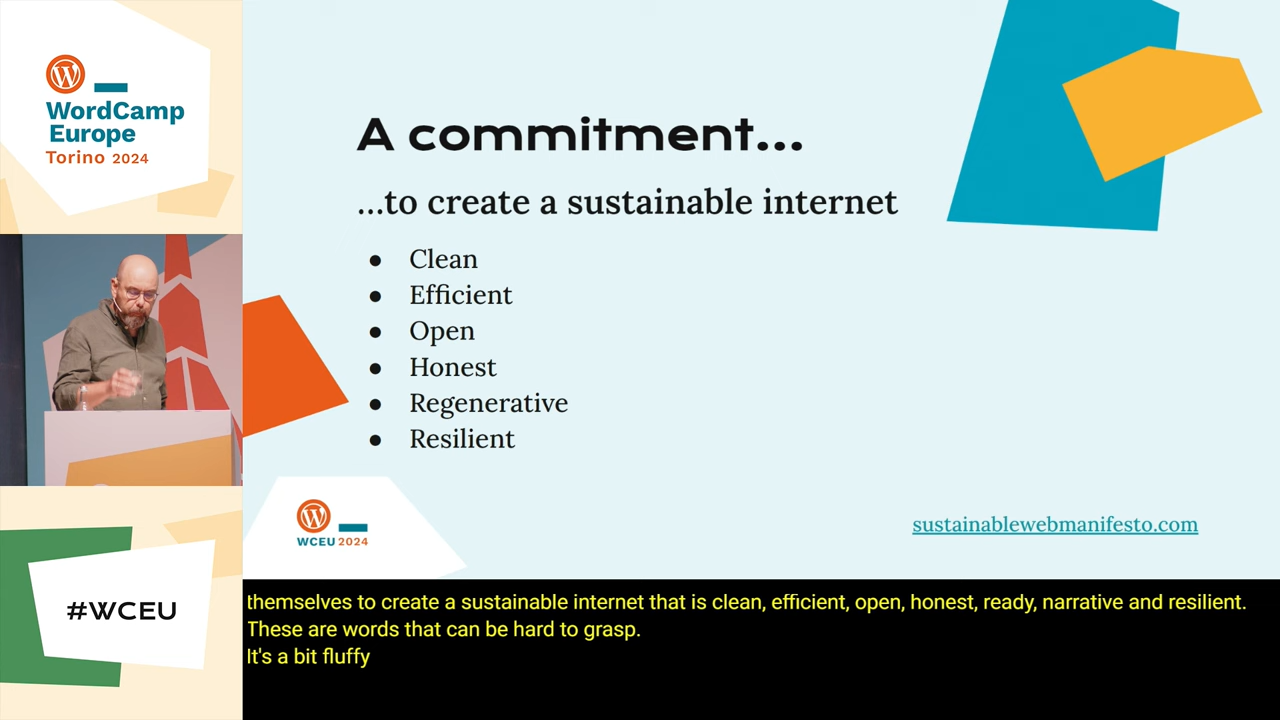 WordCamp
Europe
Torino 2024
#WCEU
A commitment...
...to create a sustainable internet
● Clean
● Efficient
● Open
● Honest
● Regenerative
● Resilient
WCEU 2024
sustainablewebmanifesto.com
themselves to create a sustainable internet that is clean, efficient, open, honest, ready, narrative and resilient.
These are words that can be hard to grasp.
It's a bit fluffy